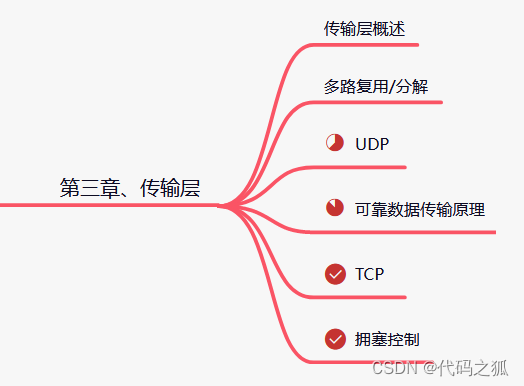 传输层概述
多路复用/分解
UDP
第三章、传输层
可靠数据传输原理
TCP
拥塞控制
CSDN @代码之狐